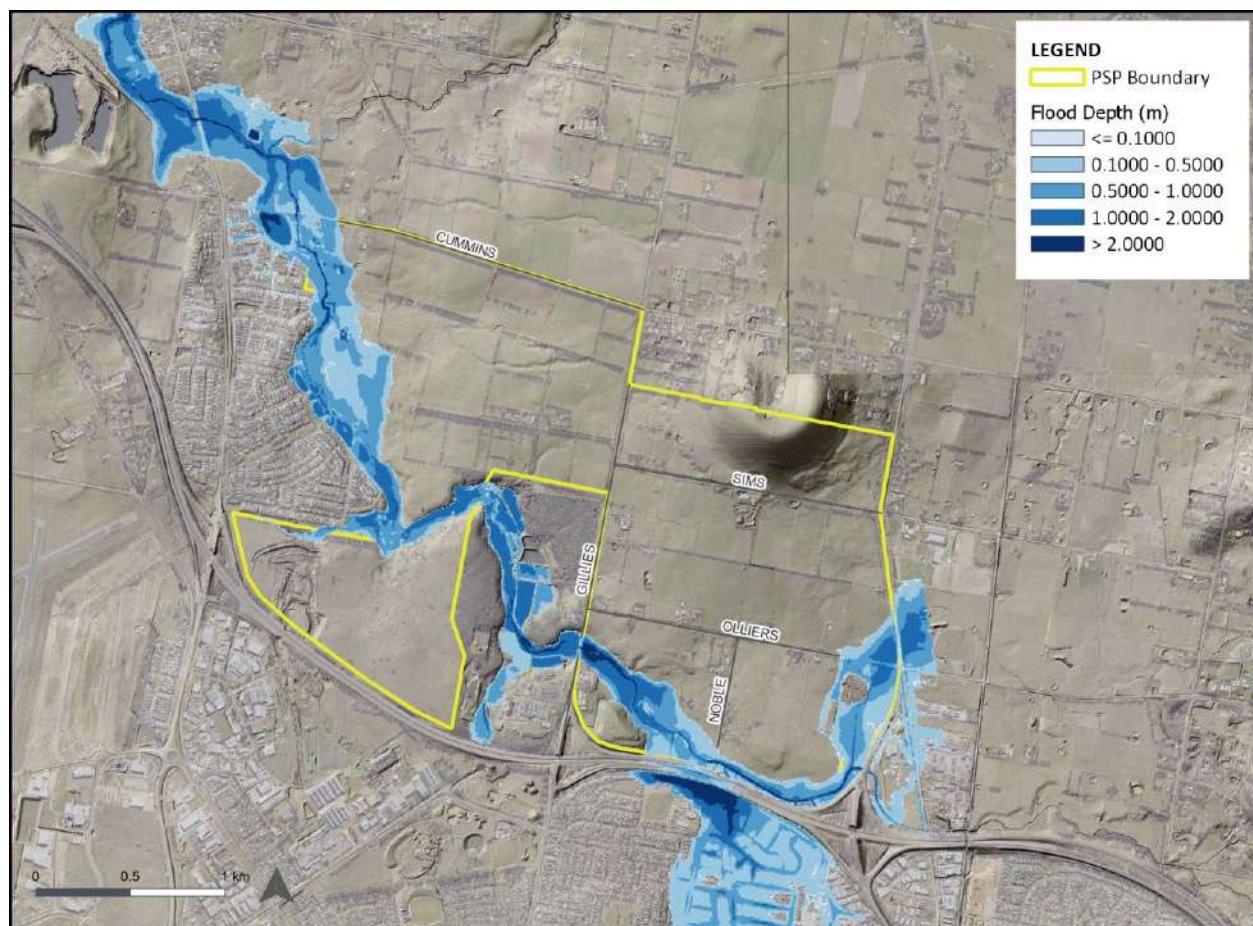 LEGEND
PSP Boundary
Flood Depth (m)
<= 0.1000
0.1000 - 0.5000
0.5000 - 1.0000
1.0000 - 2.0000
> 2.0000
CUMMINS
SIMS
GILLIES
OLLIERS
NOBLE
0 0.5 1 km